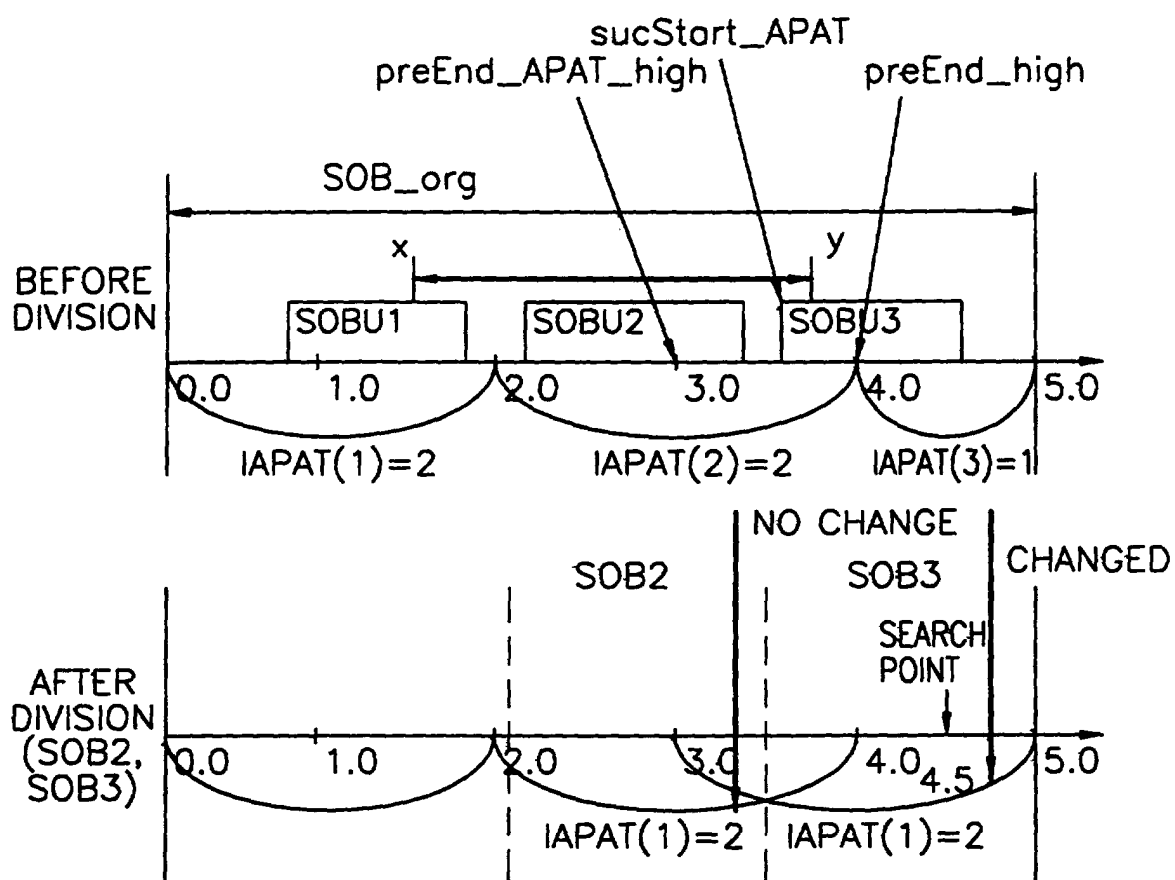 sucStart_APAT
preEnd_APAT_high
preEnd_high
SOB_org
x
y
BEFORE
DIVISION
SOBU1
SOBU2
SOBU3
0.0
1.0
2.0
3.0
4.0
5.0
IAPAT(1)=2
IAPAT(2)=2
IAPAT(3)=1
NO CHANGE
CHANGED
SOB2
SOB3
SEARCH
POINT
AFTER
DIVISION
(SOB2,
SOB3)
0.0
1.0
2.0
3.0
4.0
4.5
5.0
IAPAT(1)=2
IAPAT(1)=2